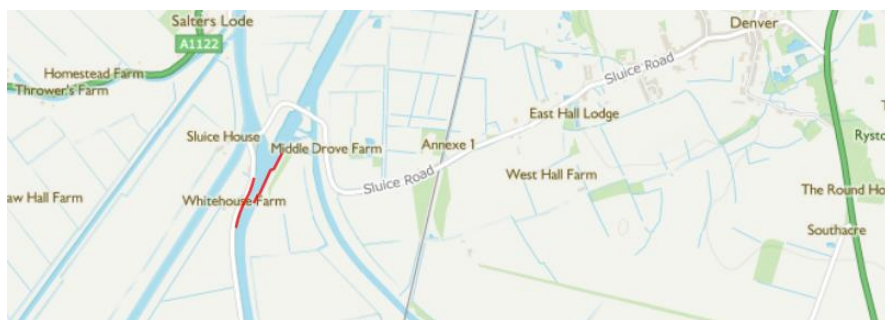 Salters Lode
Denver
A1122
Homestead Farm
Thrower's Farm
Sluice Road
East Hall Lodge
Sluice House
Middle Drove Farm
Annexe 1
Rysto
Sluice Road
West Hall Farm
aw Hall Farm
Whitehouse Farm
The Round Ho
Southacre